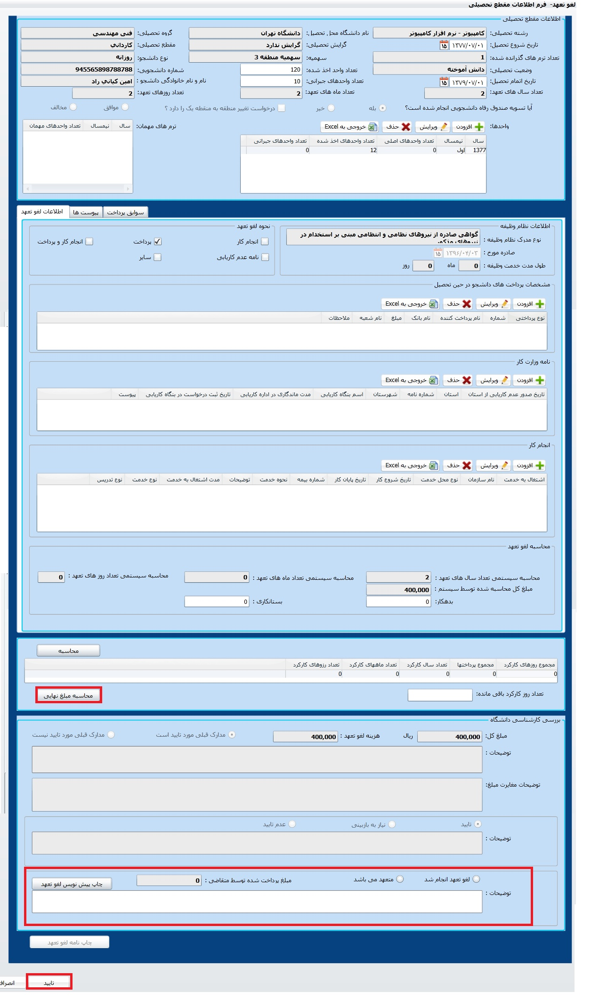 لغو تعهد- فرم اطلاعات مقطع تحصیلی
اطلاعات مقطع تحصیلی
رشته تحصیلی: کامپیوتر - نرم افزار کامپیوتر نام دانشگاه محل تحصیل: دانشگاه تهران گروه تحصیلی: فنی مهندسی
تاریخ شروع تحصیل: ۱۳۷۷/۰۷/۰۱ ۱۵ گرایش تحصیلی: گرایش ندارد مقطع تحصیلی: کارداني
تعداد ترم های گذرانده شده: 1 سهمیه: سهمیه منطقه 3 نوع دانشجو: روزانه
وضعیت تحصیلی: دانش آموخته تعداد واحد اخذ شده: 120 شماره دانشجویی: 945565898788788
تاریخ اتمام تحصیل: ۱۳۷۹/۰۷/۰۱ ۱۵ تعداد واحدهای جبرانی: 10 نام و نام خانوادگی دانشجو : امین کیاني راد
تعداد سال های تعهد: 2 تعداد ماه های تعهد: 2 تعداد روزهای تعهد: 2
آیا تسویه صندوق رفاه دانشجویی انجام شده است؟ بله خیر درخواست تغییر منطقه به منقطه یک را دارد ؟ موافق مخالف
واحدها: افزودن ویرایش حذف خروجی به Excel ترم های مهمان: سال نیمسال تعداد واحدهای مهمان
سال نیمسال تعداد واحدهای اصلی تعداد واحدهای اخذ شده تعداد واحدهای جبرانی
1377 اول 0 12 0
اطلاعات لغو تعهد پیوست ها سوابق پرداخت
اطلاعات نظام وظیفه
نوع مدرک نظام وظیفه : گواهی صادره از نیروهای نظامی و انتظامی مبنی بر استخدام در نیروهای مذکور
صادره مورخ : ۱۳۹۶/۰۴/۰۳ ۱۵
طول مدت خدمت وظیفه : 0 ماه 0 روز
نحوه لغو تعهد
انجام کار پرداخت انجام کار و پرداخت
نامه عدم کاریابی سایر
مشخصات پرداخت های دانشجو در حین تحصیل
افزودن ویرایش حذف خروجی به Excel
نوع پرداختی شماره نام پرداخت کننده نام بانک مبلغ نام شعبه ملاحظات
نامه وزارت کار
افزودن ویرایش حذف خروجی به Excel
تاریخ صدور عدم کاریابی از استان استان شماره نامه شهرستان اسم بنگاه کاریابی مدت ماندگاری در اداره کاریابی تاریخ ثبت درخواست در بنگاه کاریابی پیوست
انجام کار
افزودن ویرایش حذف خروجی به Excel
اشتغال به خدمت نام سازمان نوع محل خدمت تاریخ شروع کار تاریخ پایان کار شماره بیمه نحوه خدمت توضیحات مدت اشتغال به خدمت نوع خدمت نوع تدریس
محاسبه لغو تعهد
محاسبه سیستمی تعداد سال های تعهد : 2 محاسبه سیستمی تعداد ماه های تعهد : 0 محاسبه سیستمی تعداد روز های تعهد : 0
مبلغ کل محاسبه شده توسط سیستم : 400,000
بدهکار: 0 بستانکاری : 0
محاسبه
مجموع روزهای کارکرد مجموع پرداختها تعداد سال کارکرد تعداد ماههای کارکرد تعداد رزوهای کارکرد
0 0 0 0 0
تعداد روز کارکرد باقی مانده: محاسبه مبلغ نهایی
بررسی کارشناسی دانشگاه
مبلغ کل: 400,000 ریال هزینه لغو تعهد : 400,000 مدارک قبلی مورد تایید است مدارک قبلی مورد تایید نیست
توضیحات :
توضیحات مغایرت مبلغ:
تایید نیاز به بازبینی عدم تایید
توضیحات :
لغو تعهد انجام شد متعهد می باشد مبلغ پرداخت شده توسط متقاضی : 0 چاپ پیش نویس لغو تعهد
توضیحات :
چاپ نامه لغو تعهد
تایید انصراف